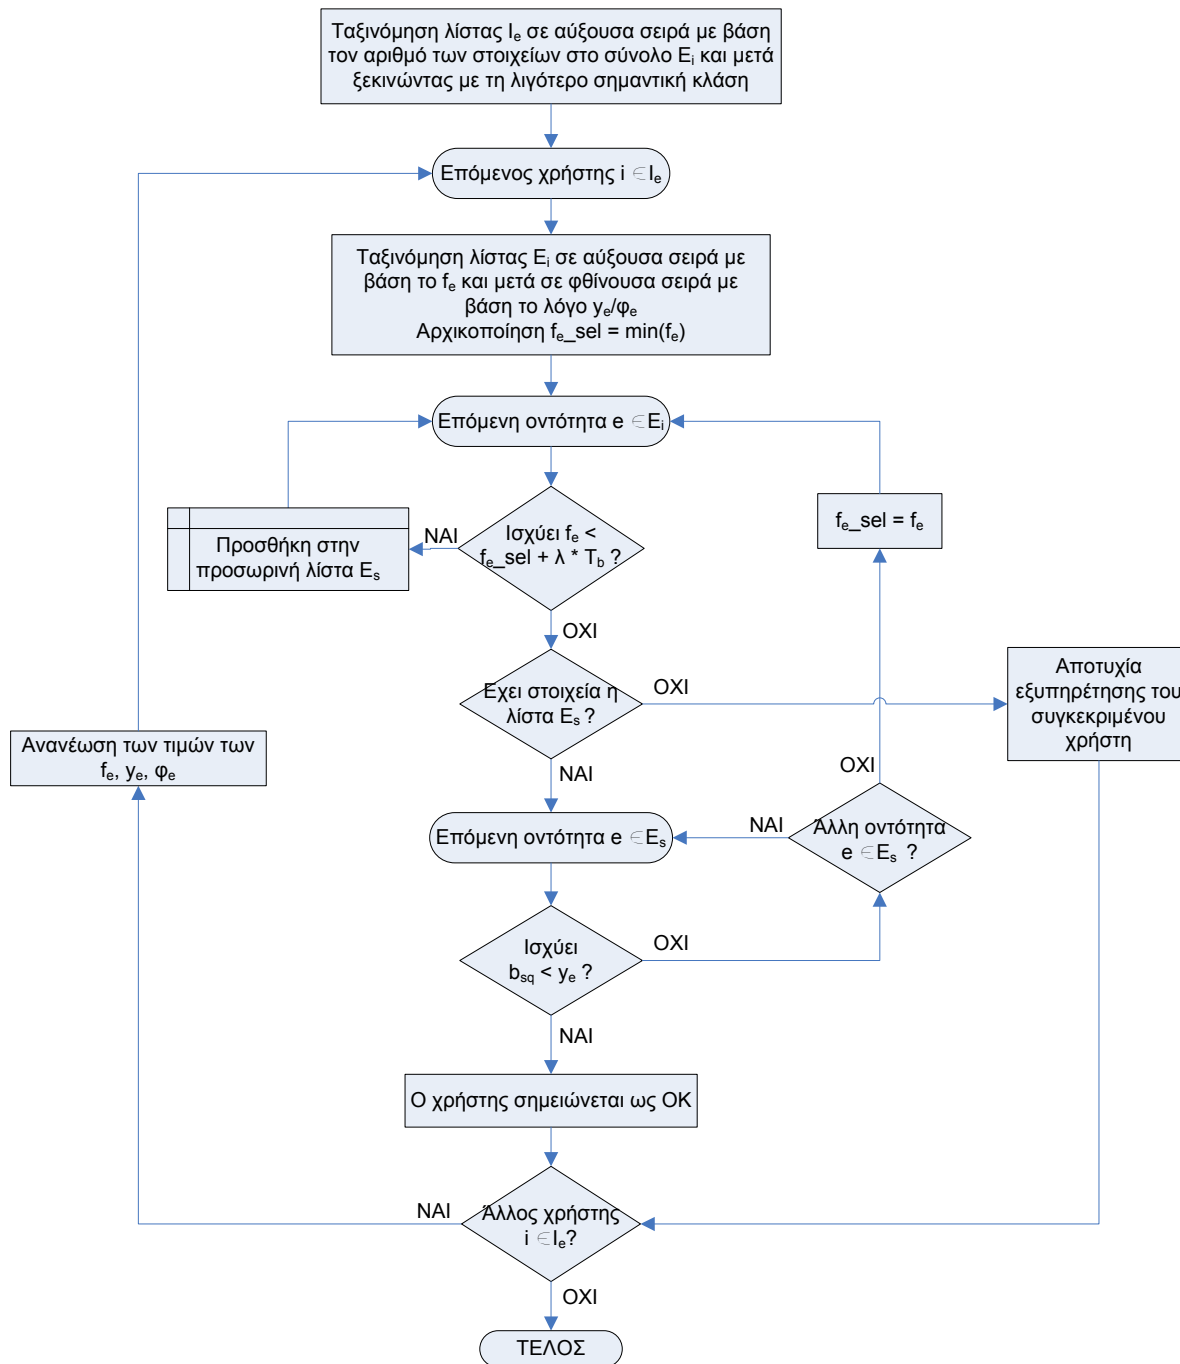 Ταξινόμηση λίστας Iₑ σε αύξουσα σειρά με βάση
τον αριθμό των στοιχείων στο σύνολο Eᵢ και μετά
ξεκινώντας με τη λιγότερο σημαντική κλάση
Επόμενος χρήστης i ∈Iₑ
Ταξινόμηση λίστας Eᵢ σε αύξουσα σειρά με
βάση το fₑ και μετά σε φθίνουσα σειρά με
βάση το λόγο yₑ/φₑ
Αρχικοποίηση fₑ_sel = min(fₑ)
Επόμενη οντότητα e ∈Eᵢ
Ισχύει fₑ <
fₑ_sel + λ * T_b ?
ΝΑΙ
Προσθήκη στην
προσωρινή λίστα Eₛ
fₑ_sel = fₑ
ΟΧΙ
Εχει στοιχεία η
λίστα Eₛ ?
ΟΧΙ
Αποτυχία
εξυπηρέτησης του
συγκεκριμένου
χρήστη
Ανανέωση των τιμών των
fₑ, yₑ, φₑ
ΝΑΙ
ΟΧΙ
Επόμενη οντότητα e ∈Eₛ
ΝΑΙ
Άλλη οντότητα
e ∈Eₛ ?
Ισχύει
b_sq < yₑ ?
ΟΧΙ
ΝΑΙ
Ο χρήστης σημειώνεται ως ΟΚ
Άλλος χρήστης
i ∈Iₑ?
ΝΑΙ
ΟΧΙ
ΤΕΛΟΣ